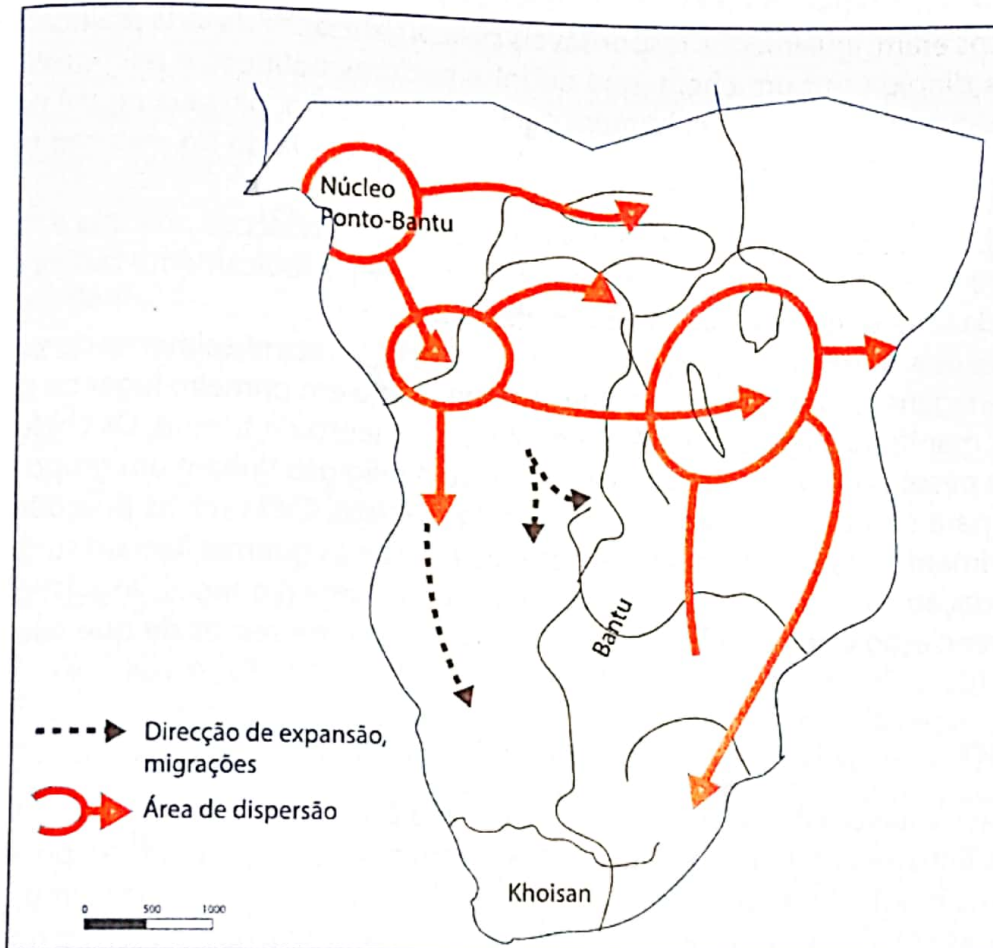 Núcleo
Ponto-Bantu
Bantu
Direcção de expansão,
migrações
Área de dispersão
Khoisan
0 500 1000